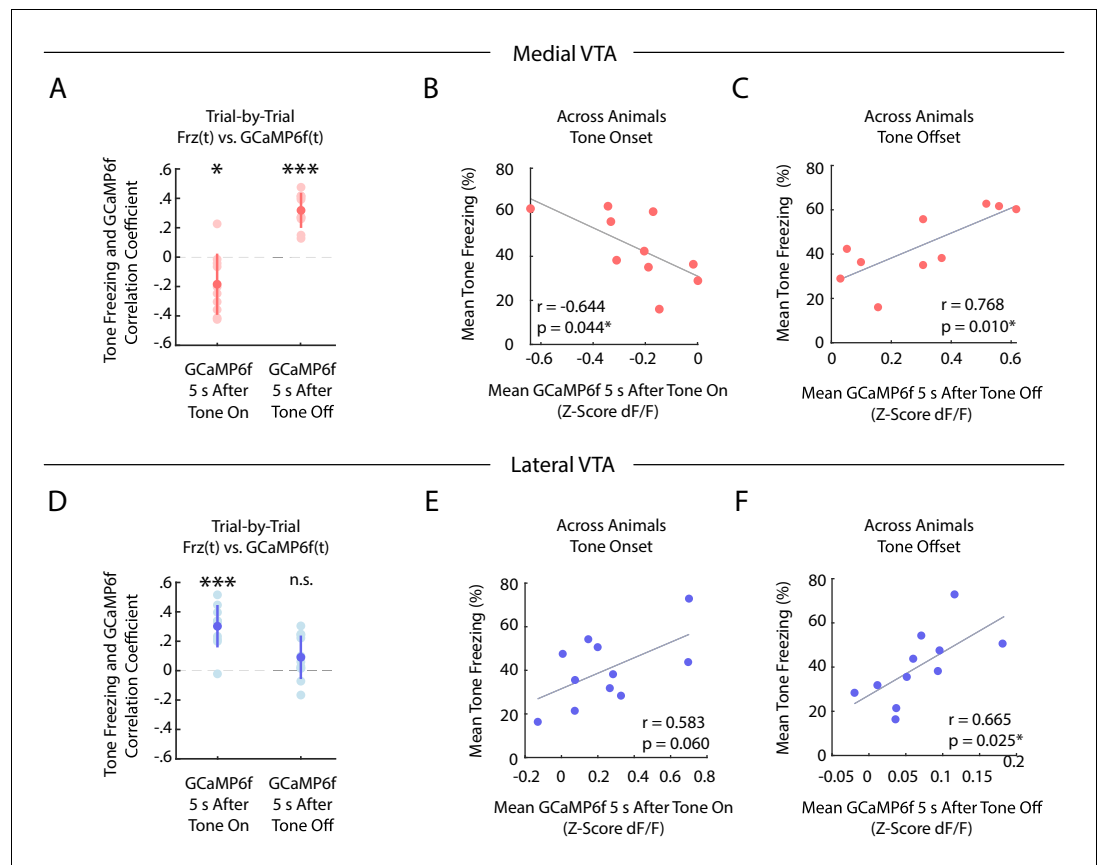 Medial VTA
A
Trial-by-Trial
Frz(t) vs. GCaMP6f(t)
Tone Freezing and GCaMP6f
Correlation Coefficient
.6
.4
.2
0
-.2
-.4
-.6
*
***
GCaMP6f
5 s After
Tone On
GCaMP6f
5 s After
Tone Off
B
Across Animals
Tone Onset
Mean Tone Freezing (%)
80
60
40
20
0
r = -0.644
p = 0.044*
-0.6
-0.4
-0.2
0
Mean GCaMP6f 5 s After Tone On
(Z-Score dF/F)
C
Across Animals
Tone Offset
Mean Tone Freezing (%)
80
60
40
20
0
r = 0.768
p = 0.010*
0
0.2
0.4
0.6
Mean GCaMP6f 5 s After Tone Off
(Z-Score dF/F)
Lateral VTA
D
Trial-by-Trial
Frz(t) vs. GCaMP6f(t)
Tone Freezing and GCaMP6f
Correlation Coefficient
.6
.4
.2
0
-.2
-.4
-.6
***
n.s.
GCaMP6f
5 s After
Tone On
GCaMP6f
5 s After
Tone Off
E
Across Animals
Tone Onset
Mean Tone Freezing (%)
80
60
40
20
0
r = 0.583
p = 0.060
-0.2
0
0.2
0.4
0.6
0.8
Mean GCaMP6f 5 s After Tone On
(Z-Score dF/F)
F
Across Animals
Tone Offset
Mean Tone Freezing (%)
80
60
40
20
0
r = 0.665
p = 0.025*
-0.05
0
0.05
0.1
0.15
0.2
Mean GCaMP6f 5 s After Tone Off
(Z-Score dF/F)